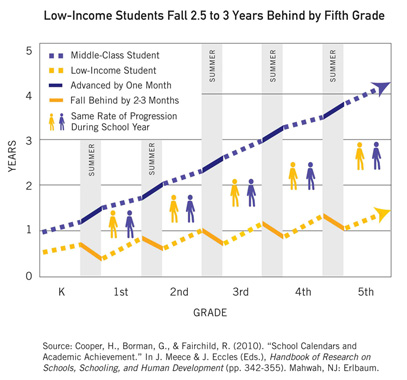 Low-Income Students Fall 2.5 to 3 Years Behind by Fifth Grade
5
4
3
2
1
0
YEARS
Middle-Class Student
Low-Income Student
Advanced by One Month
Fall Behind by 2-3 Months
Same Rate of Progression
During School Year
SUMMER
SUMMER
SUMMER
SUMMER
SUMMER
K
1st
2nd
3rd
4th
5th
GRADE
Source: Cooper, H., Borman, G., & Fairchild, R. (2010). “School Calendars and
Academic Achievement.” In J. Meece & J. Eccles (Eds.), Handbook of Research
on Schools, Schooling, and Human Development (pp. 342-355). Mahwah, NJ: Erlbaum.